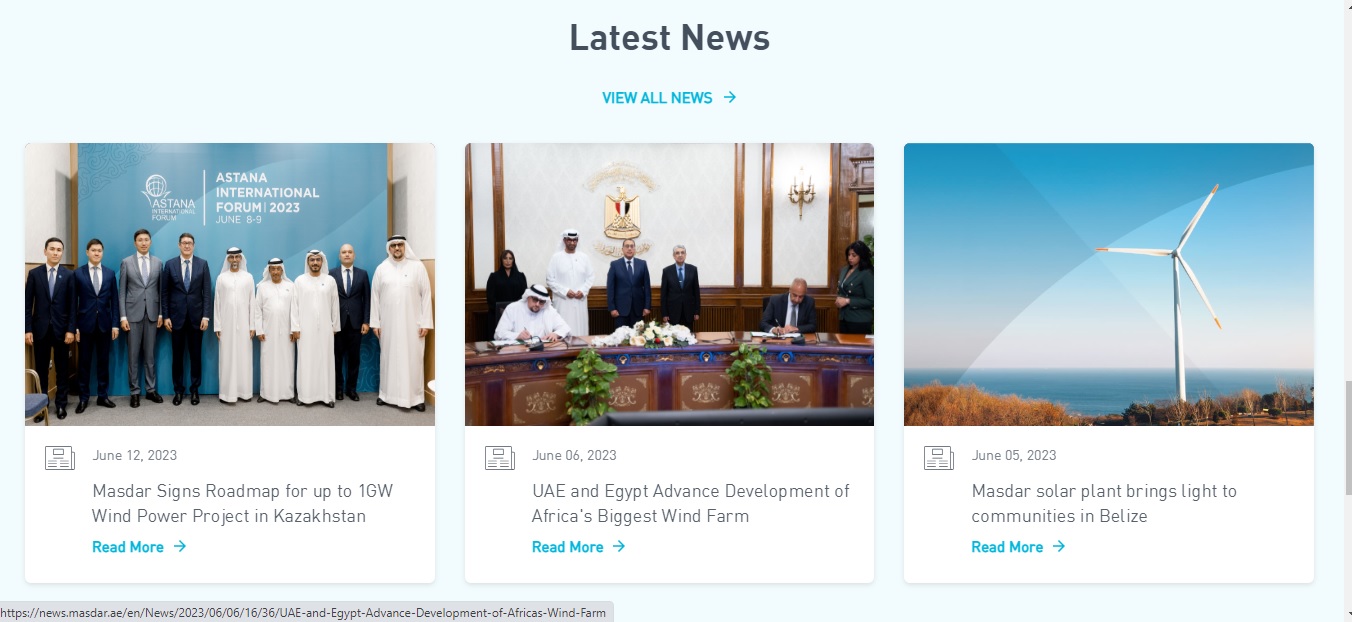 Latest News
VIEW ALL NEWS
ASTANA
INTERNATIONAL
FORUM
ASTANA
INTERNATIONAL
FORUM | 2023
JUNE 8-9
June 12, 2023
Masdar Signs Roadmap for up to 1GW
Wind Power Project in Kazakhstan
Read More
June 06, 2023
UAE and Egypt Advance Development of
Africa's Biggest Wind Farm
Read More
June 05, 2023
Masdar solar plant brings light to
communities in Belize
Read More
https://news.masdar.ae/en/News/2023/06/06/16/36/UAE-and-Egypt-Advance-Development-of-Africas-Wind-Farm